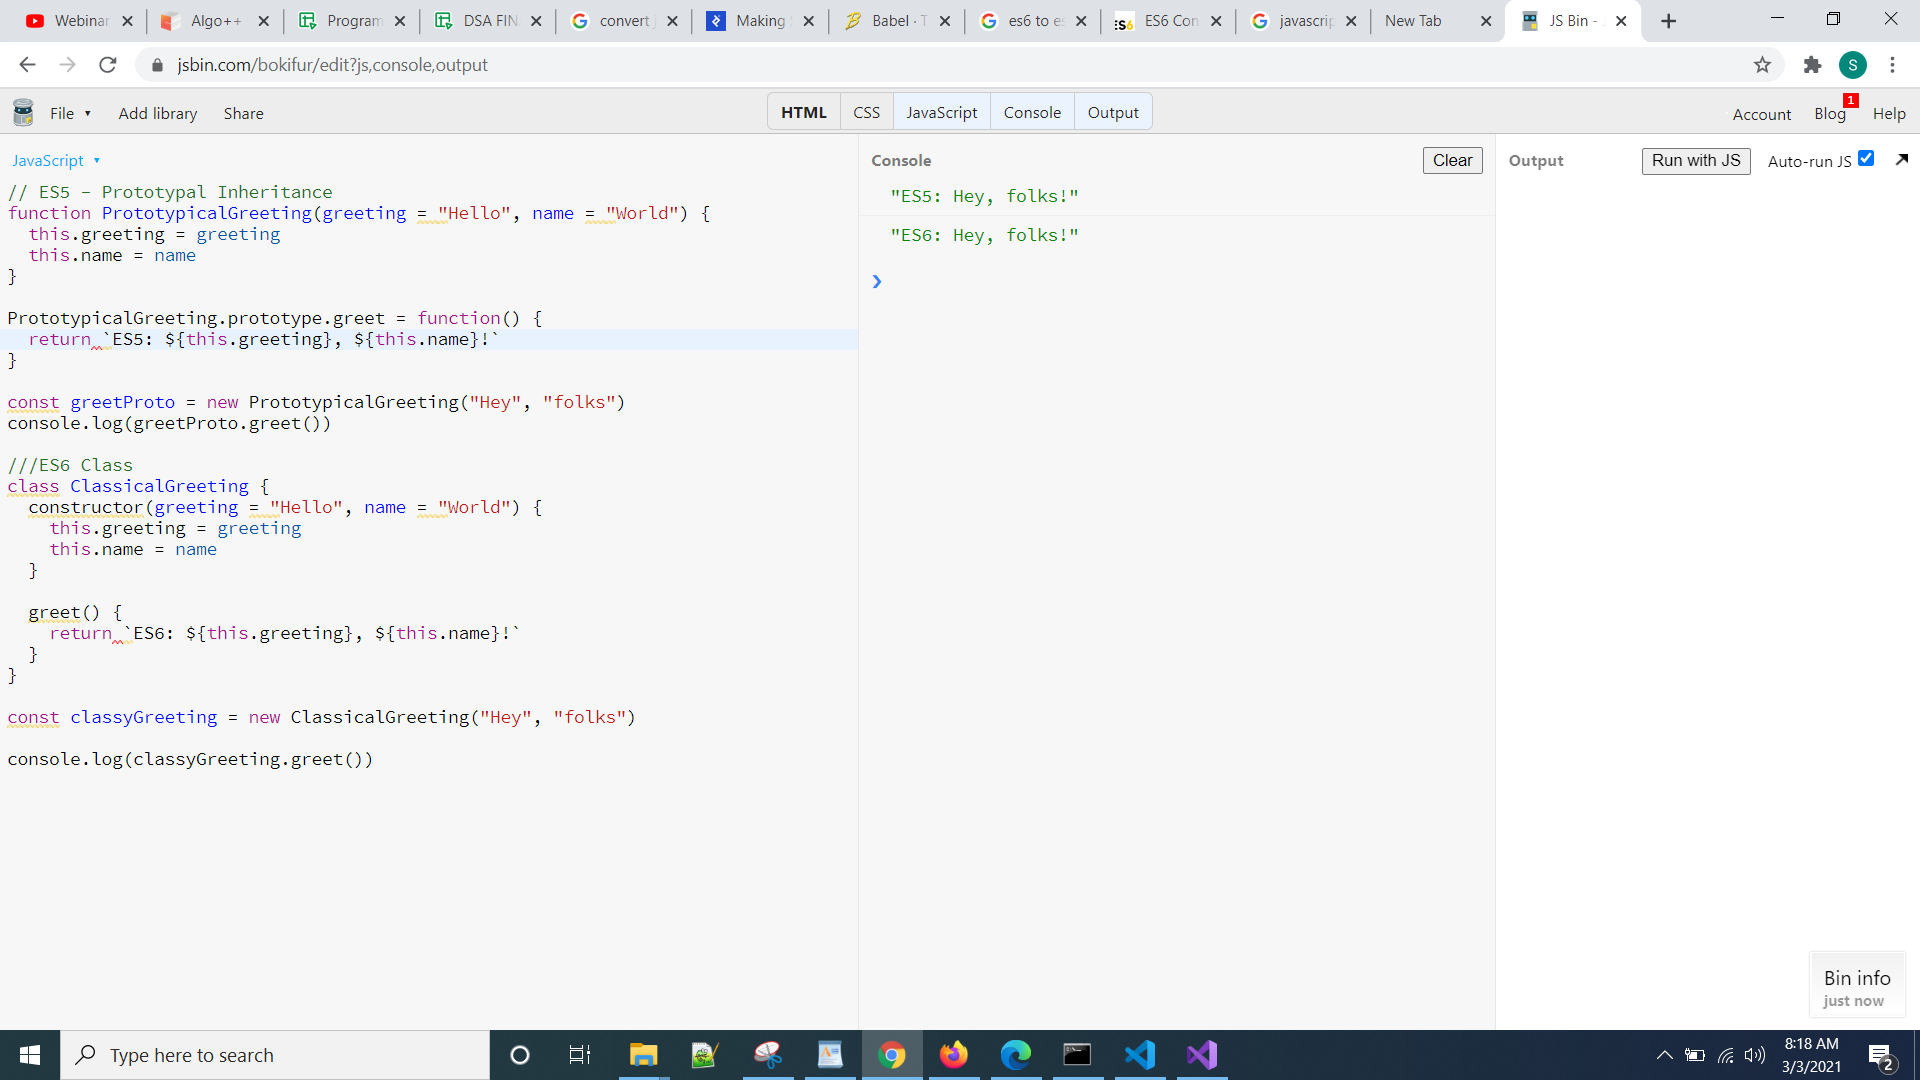 Webinar
Algo++
Program
DSA FIN
convert j
Making S
Babel · T
es6 to es
ES6 Con
javascrip
New Tab
JS Bin -
jsbin.com/bokifur/edit?js,console,output
S
File
Add library
Share
HTML
CSS
JavaScript
Console
Output
Account
Blog
1
Help
JavaScript
// ES5 - Prototypal Inheritance
function PrototypicalGreeting(greeting = "Hello", name = "World") {
  this.greeting = greeting
  this.name = name
}
PrototypicalGreeting.prototype.greet = function() {
  return `ES5: ${this.greeting}, ${this.name}!`
}
const greetProto = new PrototypicalGreeting("Hey", "folks")
console.log(greetProto.greet())
///ES6 Class
class ClassicalGreeting {
  constructor(greeting = "Hello", name = "World") {
    this.greeting = greeting
    this.name = name
  }
  greet() {
    return `ES6: ${this.greeting}, ${this.name}!`
  }
}
const classyGreeting = new ClassicalGreeting("Hey", "folks")
console.log(classyGreeting.greet())
Console
Clear
"ES5: Hey, folks!"
"ES6: Hey, folks!"
Output
Run with JS
Auto-run JS
Bin info
just now
Type here to search
8:18 AM
3/3/2021
2